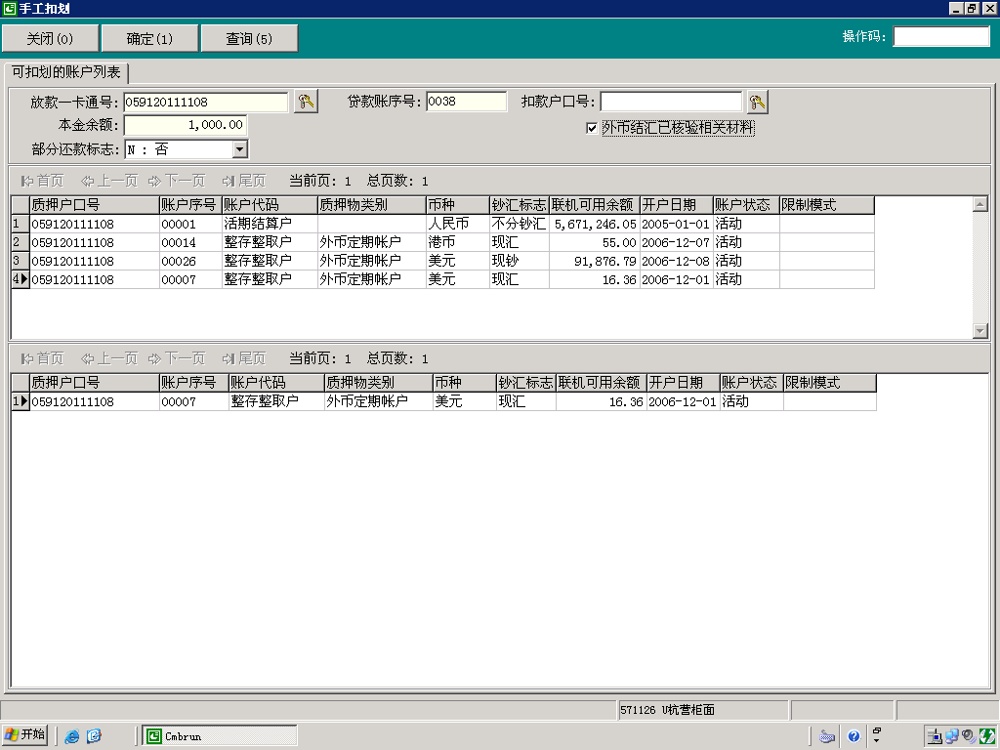 手工扣划
关闭(0) 确定(1) 查询(5) 操作码:
可扣划的账户列表
放款一卡通号: 059120111108 贷款账序号: 0038 扣款户口号:
本金余额: 1,000.00 外币结汇已核验相关材料
部分还款标志: N : 否
首页 上一页 下一页 尾页 当前页: 1 总页数: 1
质押户口号 账户序号 账户代码 质押物类别 币种 钞汇标志 联机可用余额 开户日期 账户状态 限制模式
1 059120111108 00001 活期结算户 人民币 不分钞汇 5,671,246.05 2005-01-01 活动
2 059120111108 00014 整存整取户 外币定期帐户 港币 现汇 55.00 2006-12-07 活动
3 059120111108 00026 整存整取户 外币定期帐户 美元 现钞 91,876.79 2006-12-08 活动
4 059120111108 00007 整存整取户 外币定期帐户 美元 现汇 16.36 2006-12-01 活动
首页 上一页 下一页 尾页 当前页: 1 总页数: 1
质押户口号 账户序号 账户代码 质押物类别 币种 钞汇标志 联机可用余额 开户日期 账户状态 限制模式
1 059120111108 00007 整存整取户 外币定期帐户 美元 现汇 16.36 2006-12-01 活动
571126 U杭营柜面
开始 Cmbrun